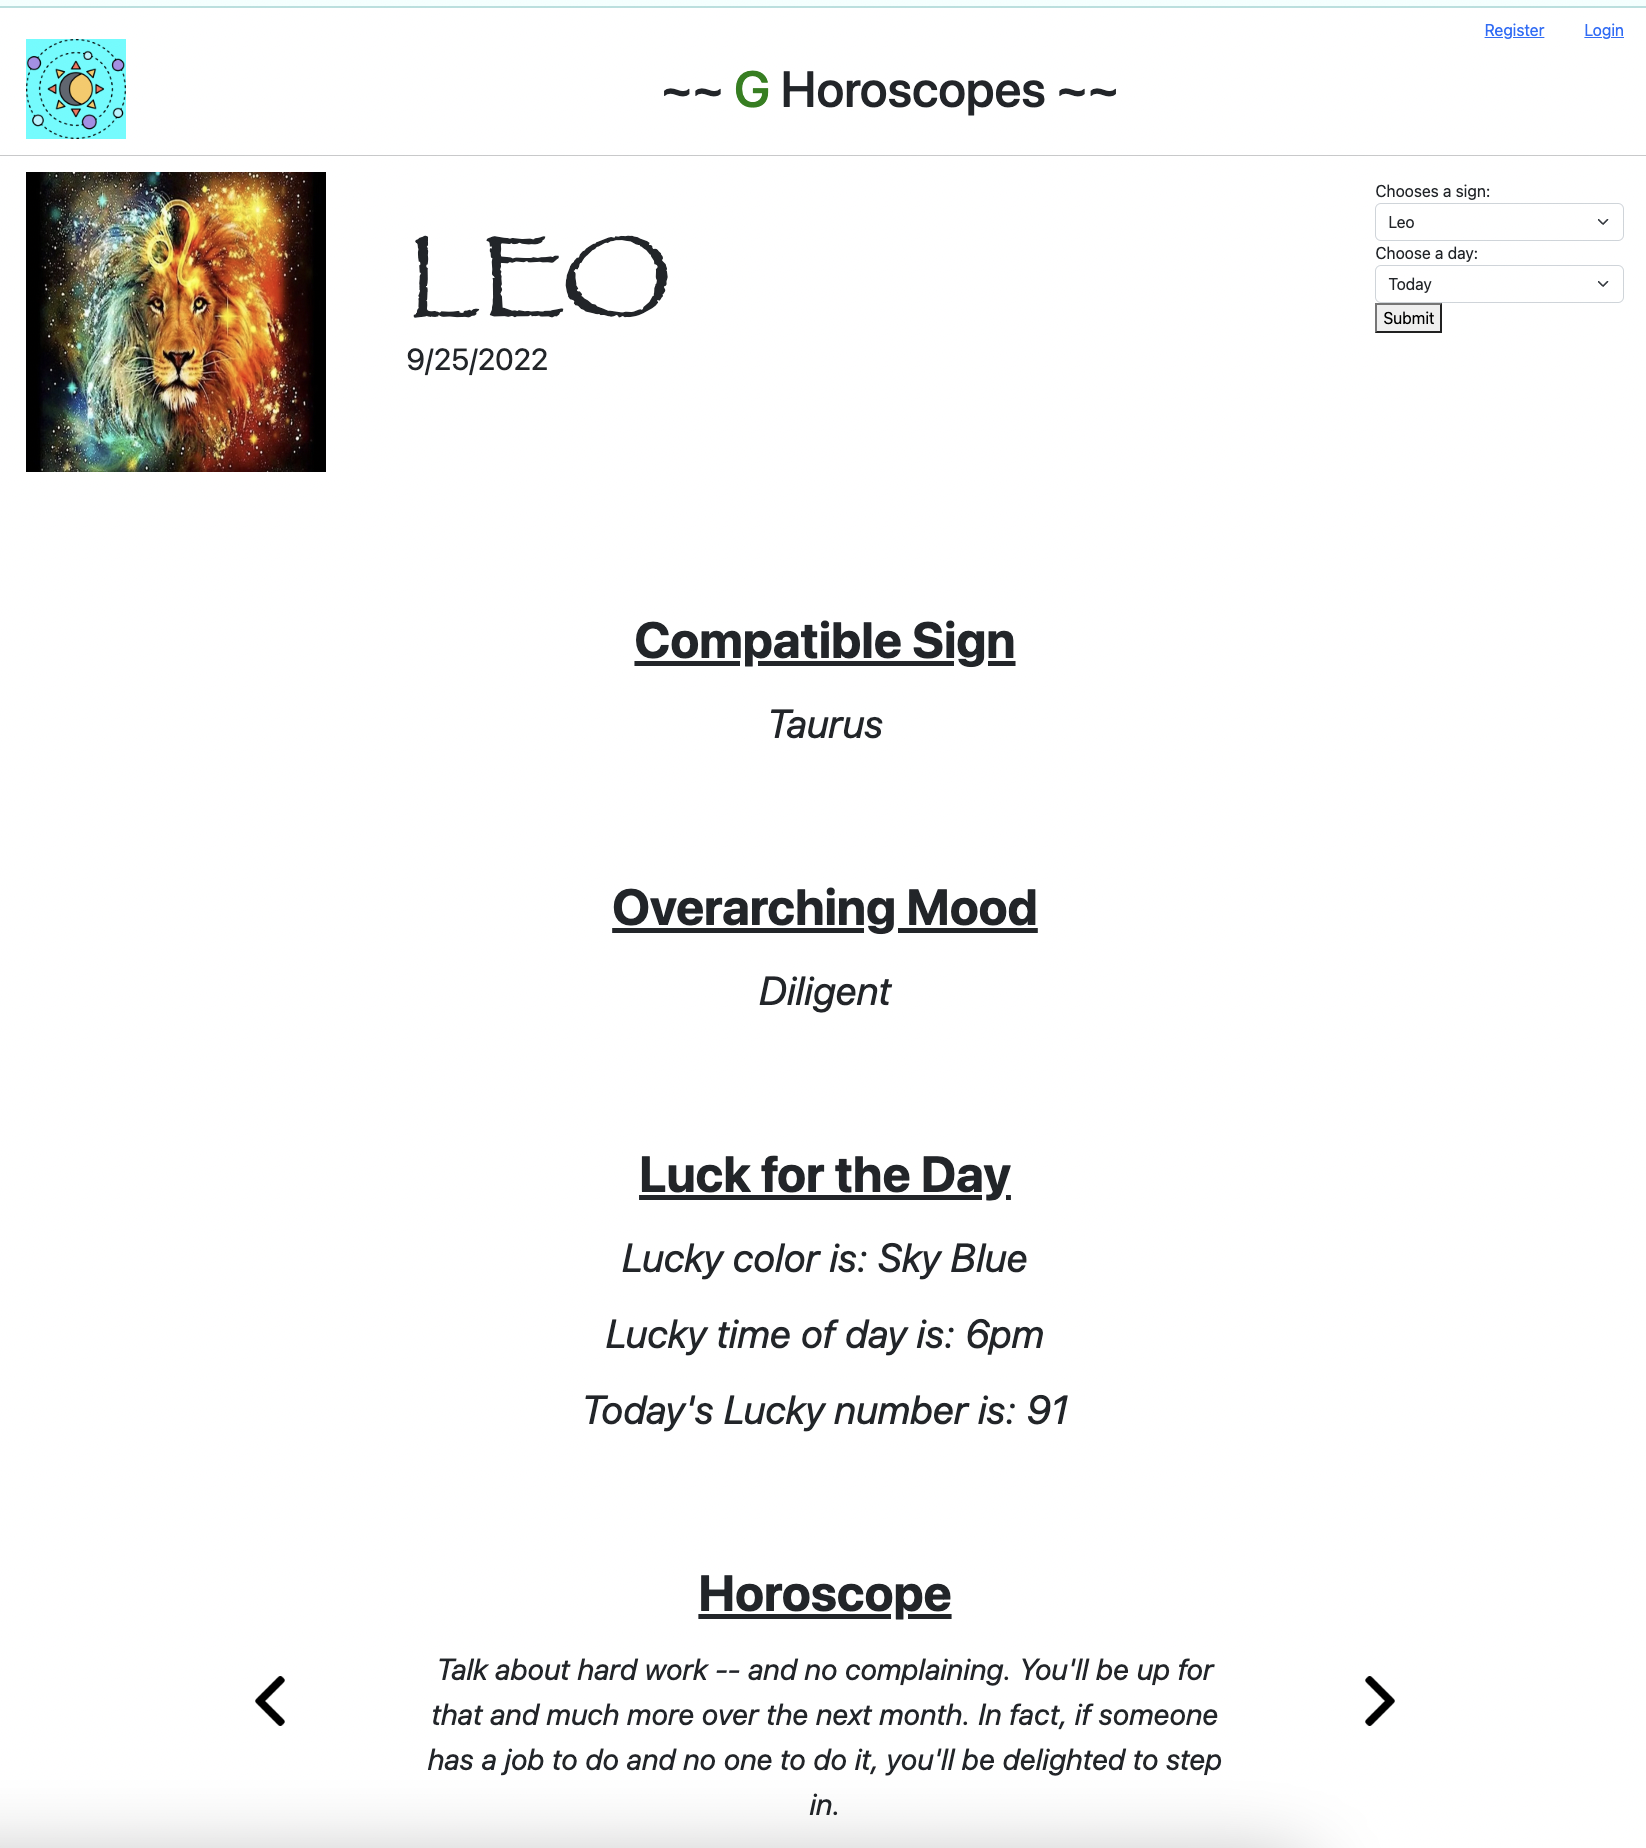 Register Login
~~ G Horoscopes ~~
LEO
9/25/2022
Chooses a sign:
Leo
Choose a day:
Today
Submit
Compatible Sign
Taurus
Overarching Mood
Diligent
Luck for the Day
Lucky color is: Sky Blue
Lucky time of day is: 6pm
Today's Lucky number is: 91
Horoscope
Talk about hard work -- and no complaining. You'll be up for
that and much more over the next month. In fact, if someone
has a job to do and no one to do it, you'll be delighted to step
in.